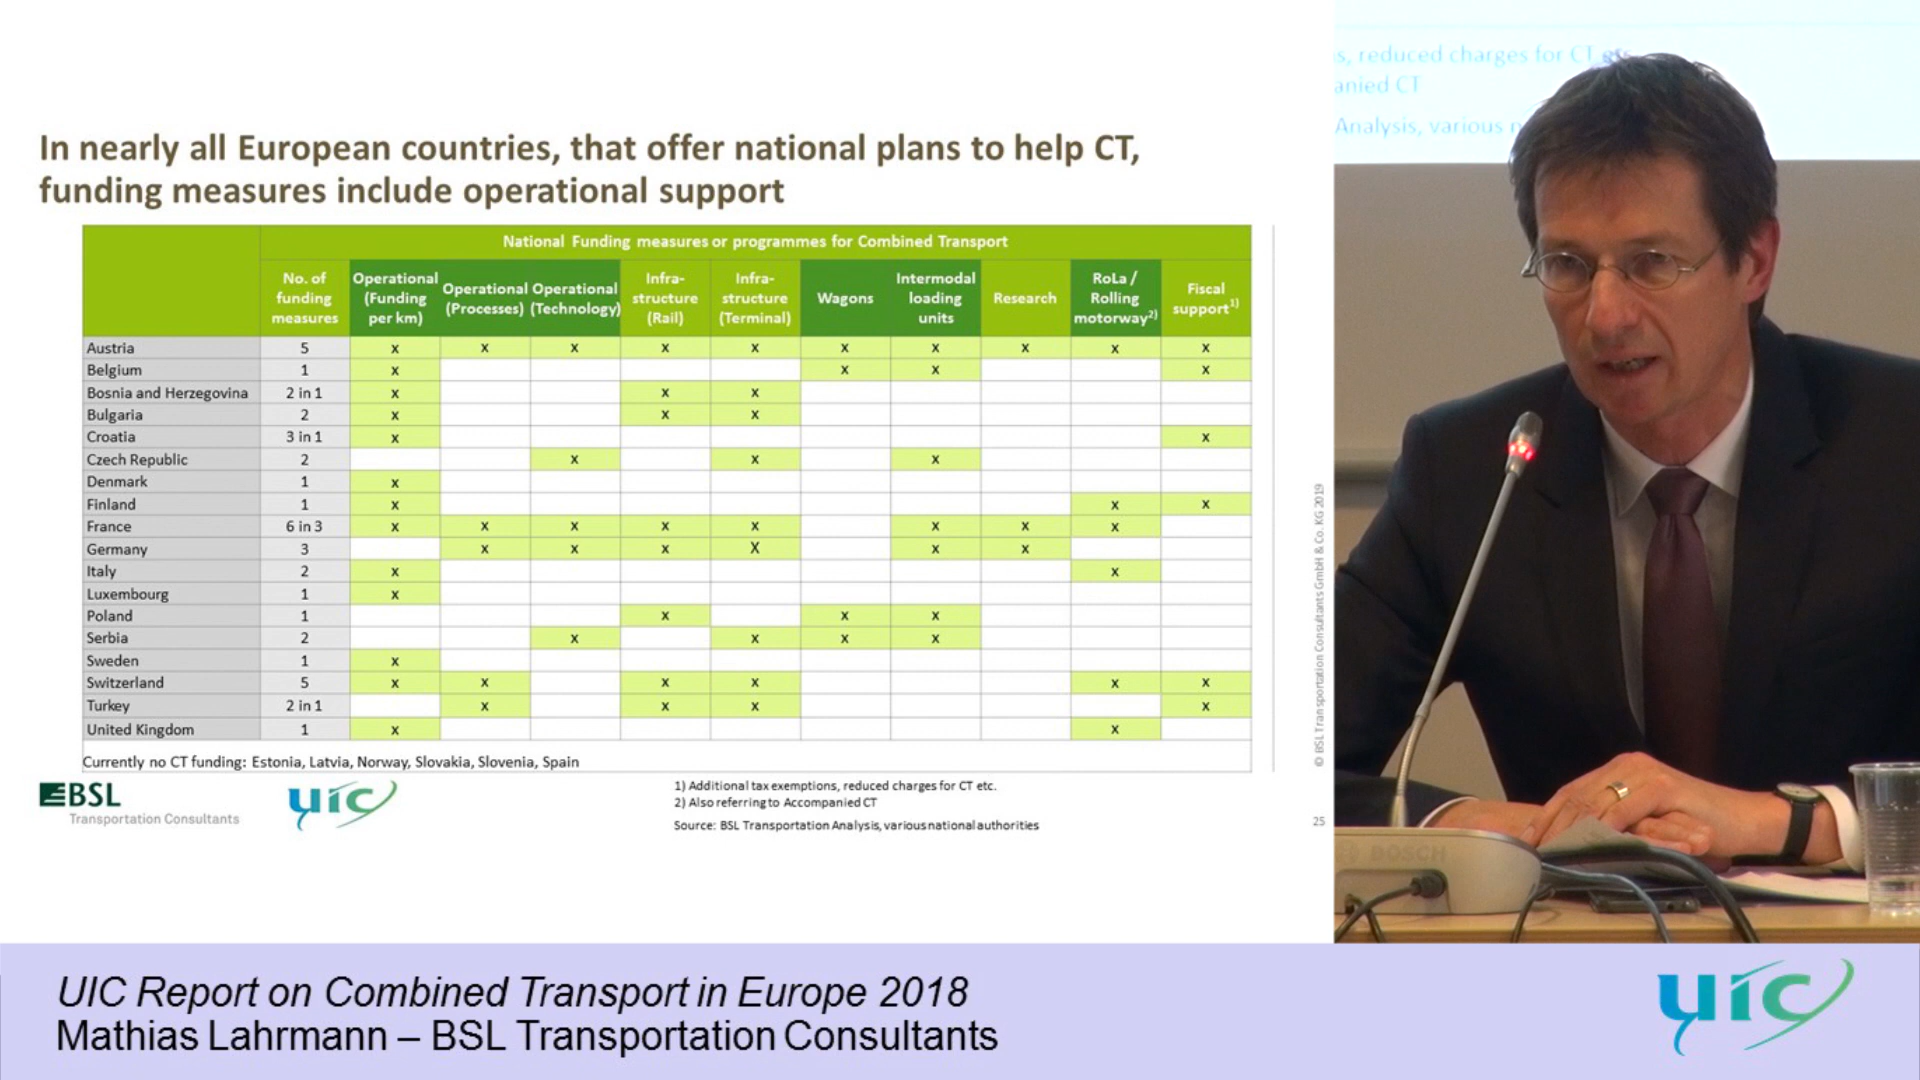 In nearly all European countries, that offer national plans to help CT,
funding measures include operational support
National Funding measures or programmes for Combined Transport
No. of funding measures Operational (Funding per km) Operational (Processes) Operational (Technology) Infra-structure (Rail) Infra-structure (Terminal) Wagons Intermodal loading units Research RoLa / Rolling motorway2) Fiscal support1)
Austria 5 x x x x x x x x x x
Belgium 1 x x x x
Bosnia and Herzegovina 2 in 1 x x x
Bulgaria 2 x x x
Croatia 3 in 1 x x
Czech Republic 2 x x x
Denmark 1 x
Finland 1 x x x
France 6 in 3 x x x x x x x x
Germany 3 x x x X x x
Italy 2 x x
Luxembourg 1 x
Poland 1 x x x
Serbia 2 x x x x
Sweden 1 x
Switzerland 5 x x x x x x
Turkey 2 in 1 x x x x
United Kingdom 1 x x
Currently no CT funding: Estonia, Latvia, Norway, Slovakia, Slovenia, Spain
BSL
Transportation Consultants
uic
1) Additional tax exemptions, reduced charges for CT etc.
2) Also referring to Accompanied CT
Source: BSL Transportation Analysis, various national authorities
© BSL Transportation Consultants GmbH & Co. KG 2019
25
s, reduced charges for CT etc.
anied CT
Analysis, various n
BOSCH
UIC Report on Combined Transport in Europe 2018
Mathias Lahrmann – BSL Transportation Consultants
uic